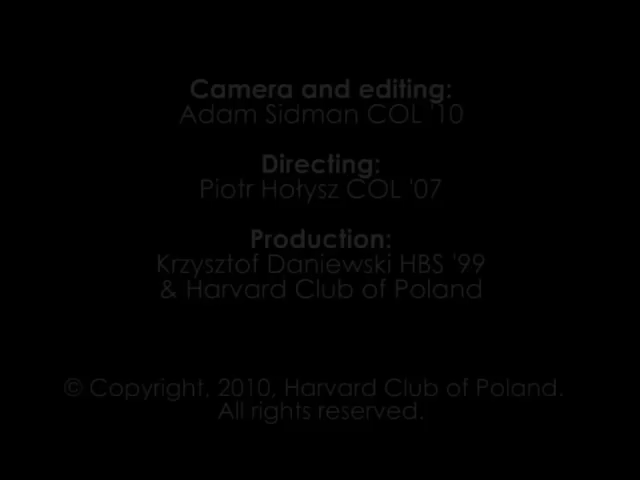 Camera and editing:
Adam Sidman COL '10
Directing:
Piotr Hołysz COL '07
Production:
Krzysztof Daniewski HBS '99
& Harvard Club of Poland
© Copyright, 2010, Harvard Club of Poland.
All rights reserved.